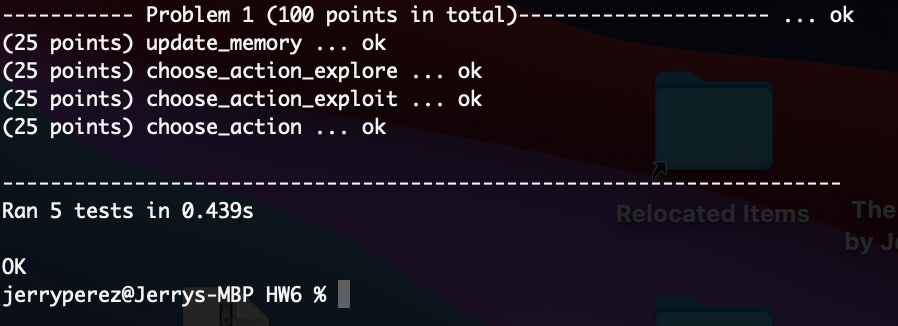 ----------- Problem 1 (100 points in total)--------------------- ... ok
(25 points) update_memory ... ok
(25 points) choose_action_explore ... ok
(25 points) choose_action_exploit ... ok
(25 points) choose_action ... ok
----------------------------------------------------------------------
Ran 5 tests in 0.439s
Relocated Items
The
by Je
OK
jerryperez@Jerrys-MBP HW6 %